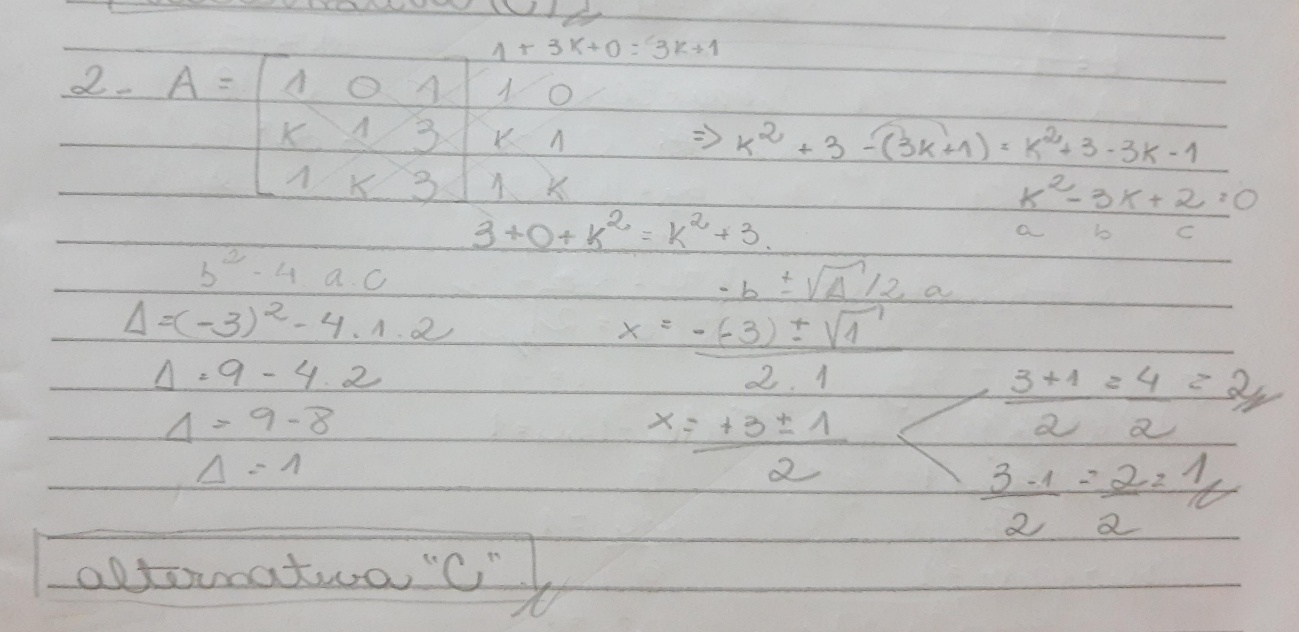 1 + 3K+0 = 3K+1
2- A = 1 0 1 1 0
K 1 3 K 1 => K² + 3 -(3K+1) = K²+3-3K-1
1 K 3 1 K K²-3K+2=0
3+0+K² = K²+3. a b c
b²-4 a.c -b ± √Δ /2 a
Δ=(-3)²-4.1.2 x = -(-3) ± √1
Δ=9-4.2 2.1 3+1 = 4 = 2
Δ=9-8 x= +3±1 2 2
Δ=1 2 3-1 = 2 = 1
2 2
alternativa "C"